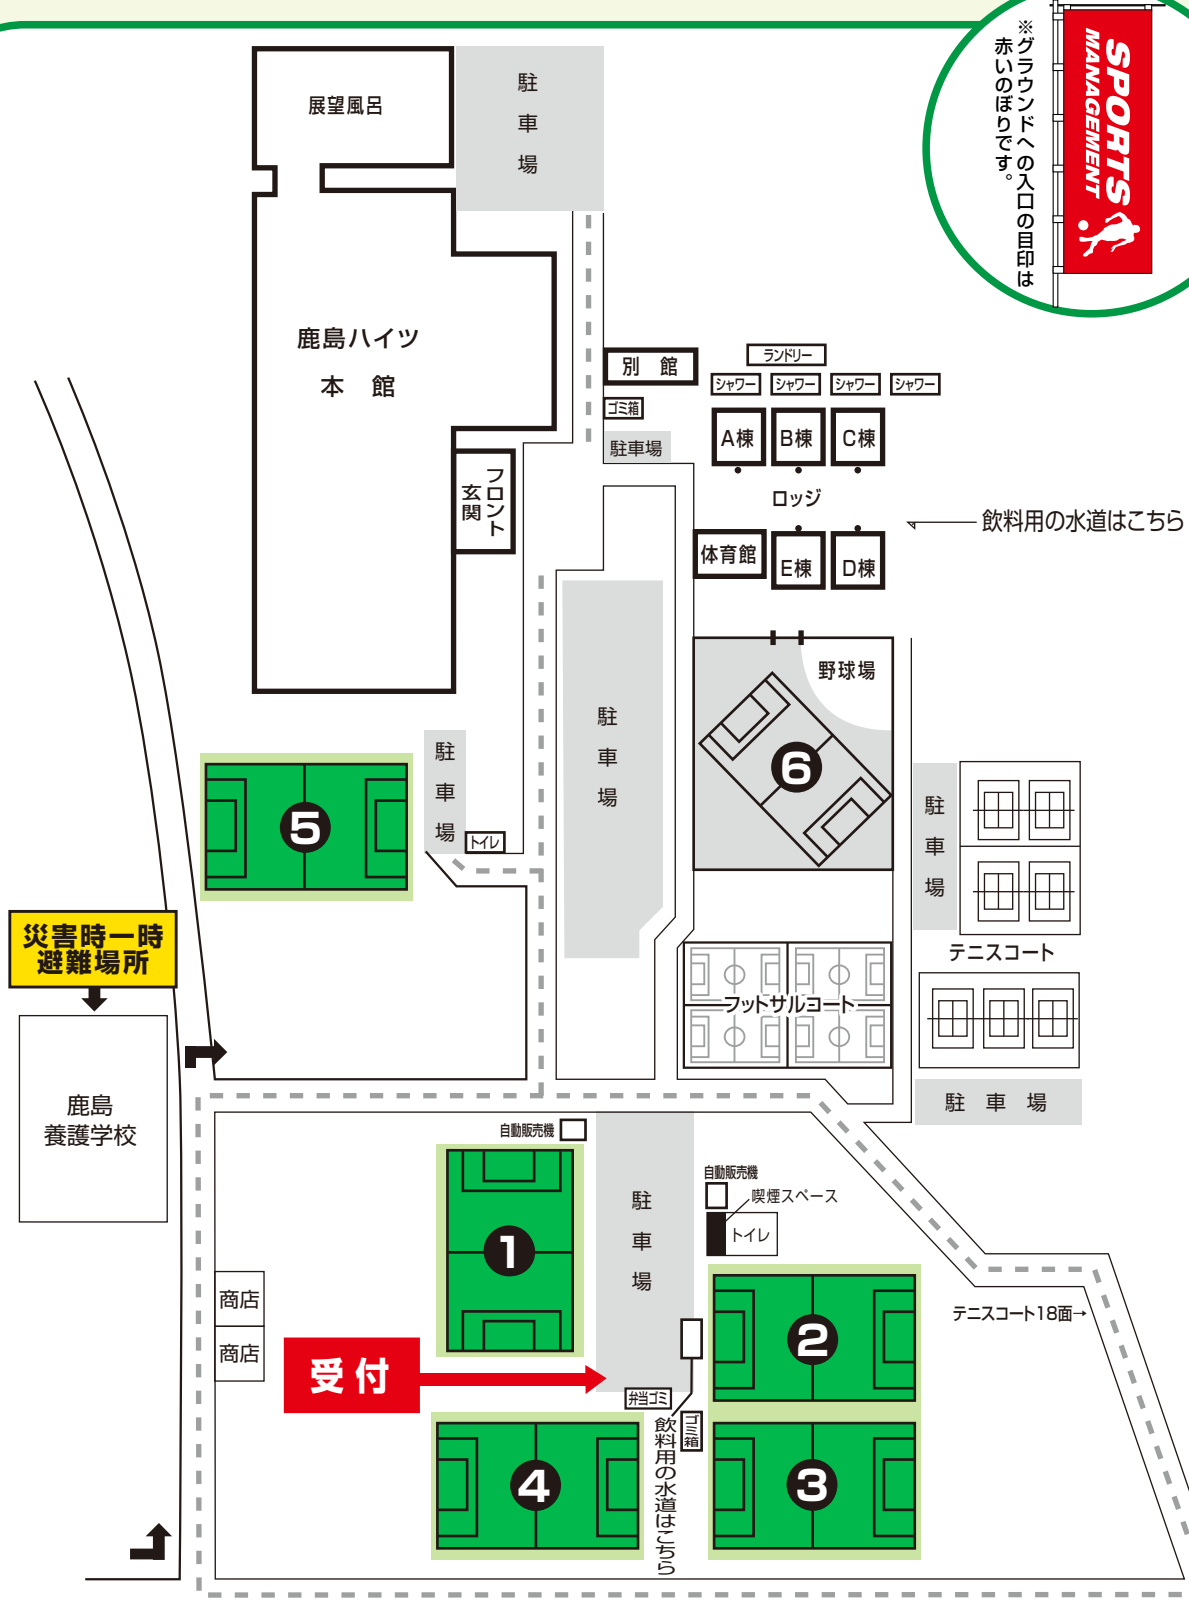 ※グラウンドへの入口の目印は
赤いのぼりです。
SPORTS
MANAGEMENT
展望風呂
駐車場
鹿島ハイツ
本館
別館
ゴミ箱
駐車場
ランドリー
シャワー
シャワー
シャワー
シャワー
A棟
B棟
C棟
ロッジ
飲料用の水道はこちら
フロント
玄関
体育館
E棟
D棟
野球場
6
駐車場
駐車場
トイレ
5
駐車場
テニスコート
フットサルコート
駐車場
災害時一時
避難場所
鹿島
養護学校
自動販売機
1
駐車場
自動販売機
喫煙スペース
トイレ
2
テニスコート18面→
商店
商店
受付
弁当ゴミ
ゴミ箱
飲料用の水道はこちら
4
3